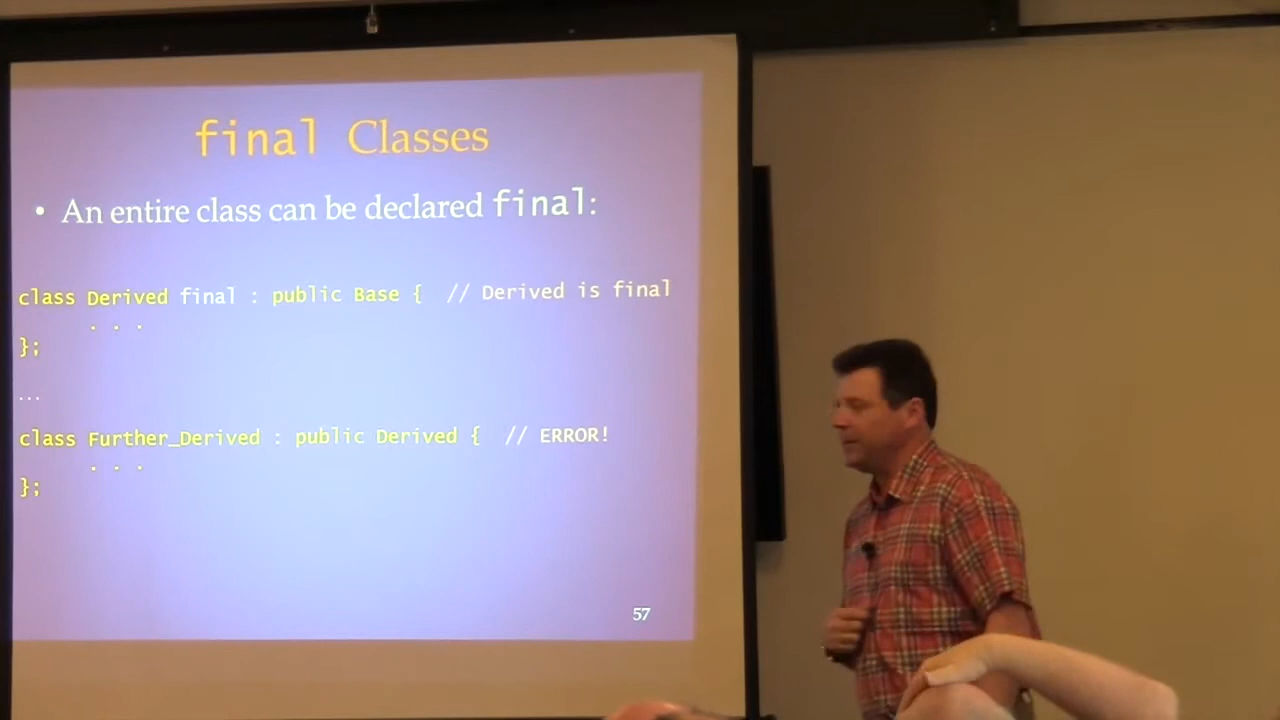 final Classes
• An entire class can be declared final:
class Derived final : public Base {  // Derived is final
. . .
};
...
class Further_Derived : public Derived {  // ERROR!
. . .
};
57